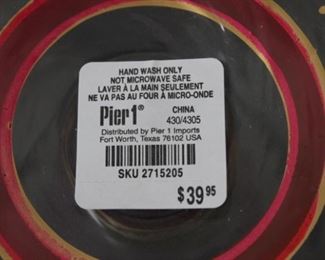 HAND WASH ONLY
NOT MICROWAVE SAFE
LAVER À LA MAIN SEULEMENT
NE VA PAS AU FOUR À MICRO-ONDE
Pier 1® CHINA
430/4305
Distributed by Pier 1 Imports
Fort Worth, Texas 76102 USA
SKU 2715205
$39.95